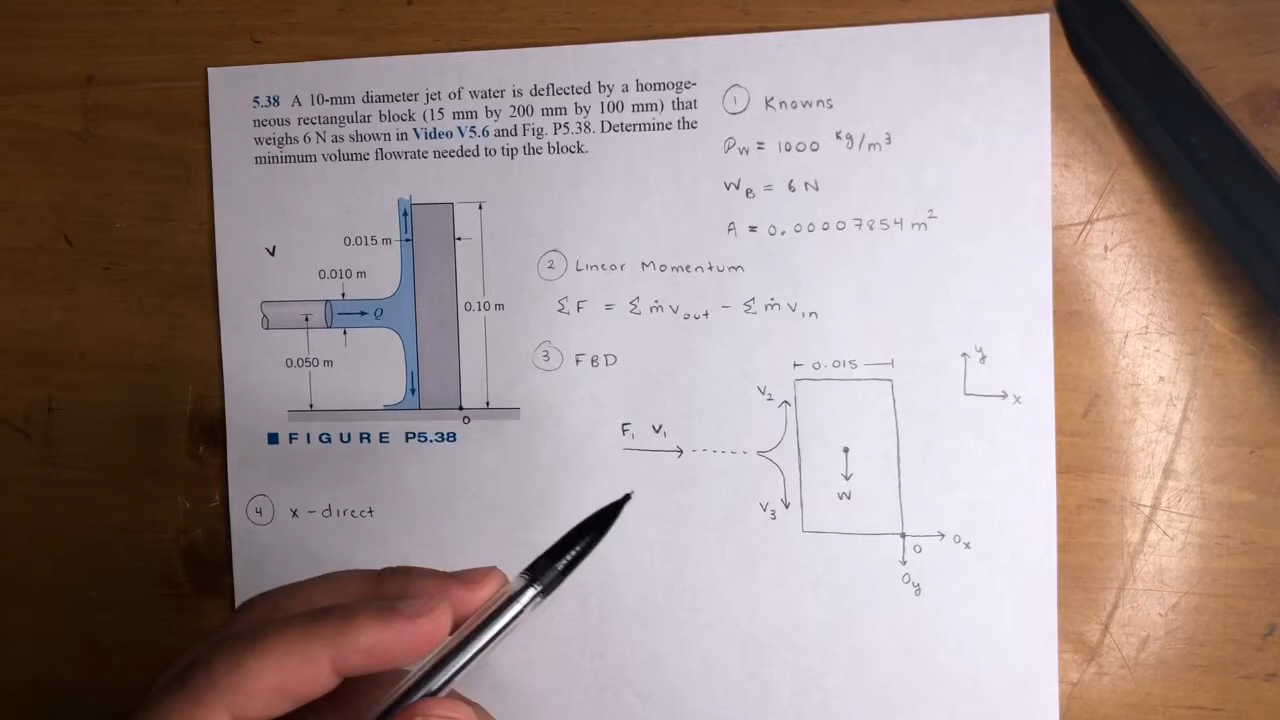 5.38 A 10-mm diameter jet of water is deflected by a homoge-
neous rectangular block (15 mm by 200 mm by 100 mm) that
weighs 6 N as shown in Video V5.6 and Fig. P5.38. Determine the
minimum volume flowrate needed to tip the block.
V
0.015 m
0.010 m
Q
0.10 m
0.050 m
O
FIGURE P5.38
1 Knowns
ρw = 1000 kg/m³
WB = 6 N
A = 0.00007854 m²
2 Linear Momentum
ΣF = Σṁvout - Σṁvin
3 FBD
0.015
y
x
V2
F1 V1
W
V3
O
Ox
Oy
4 x-direct